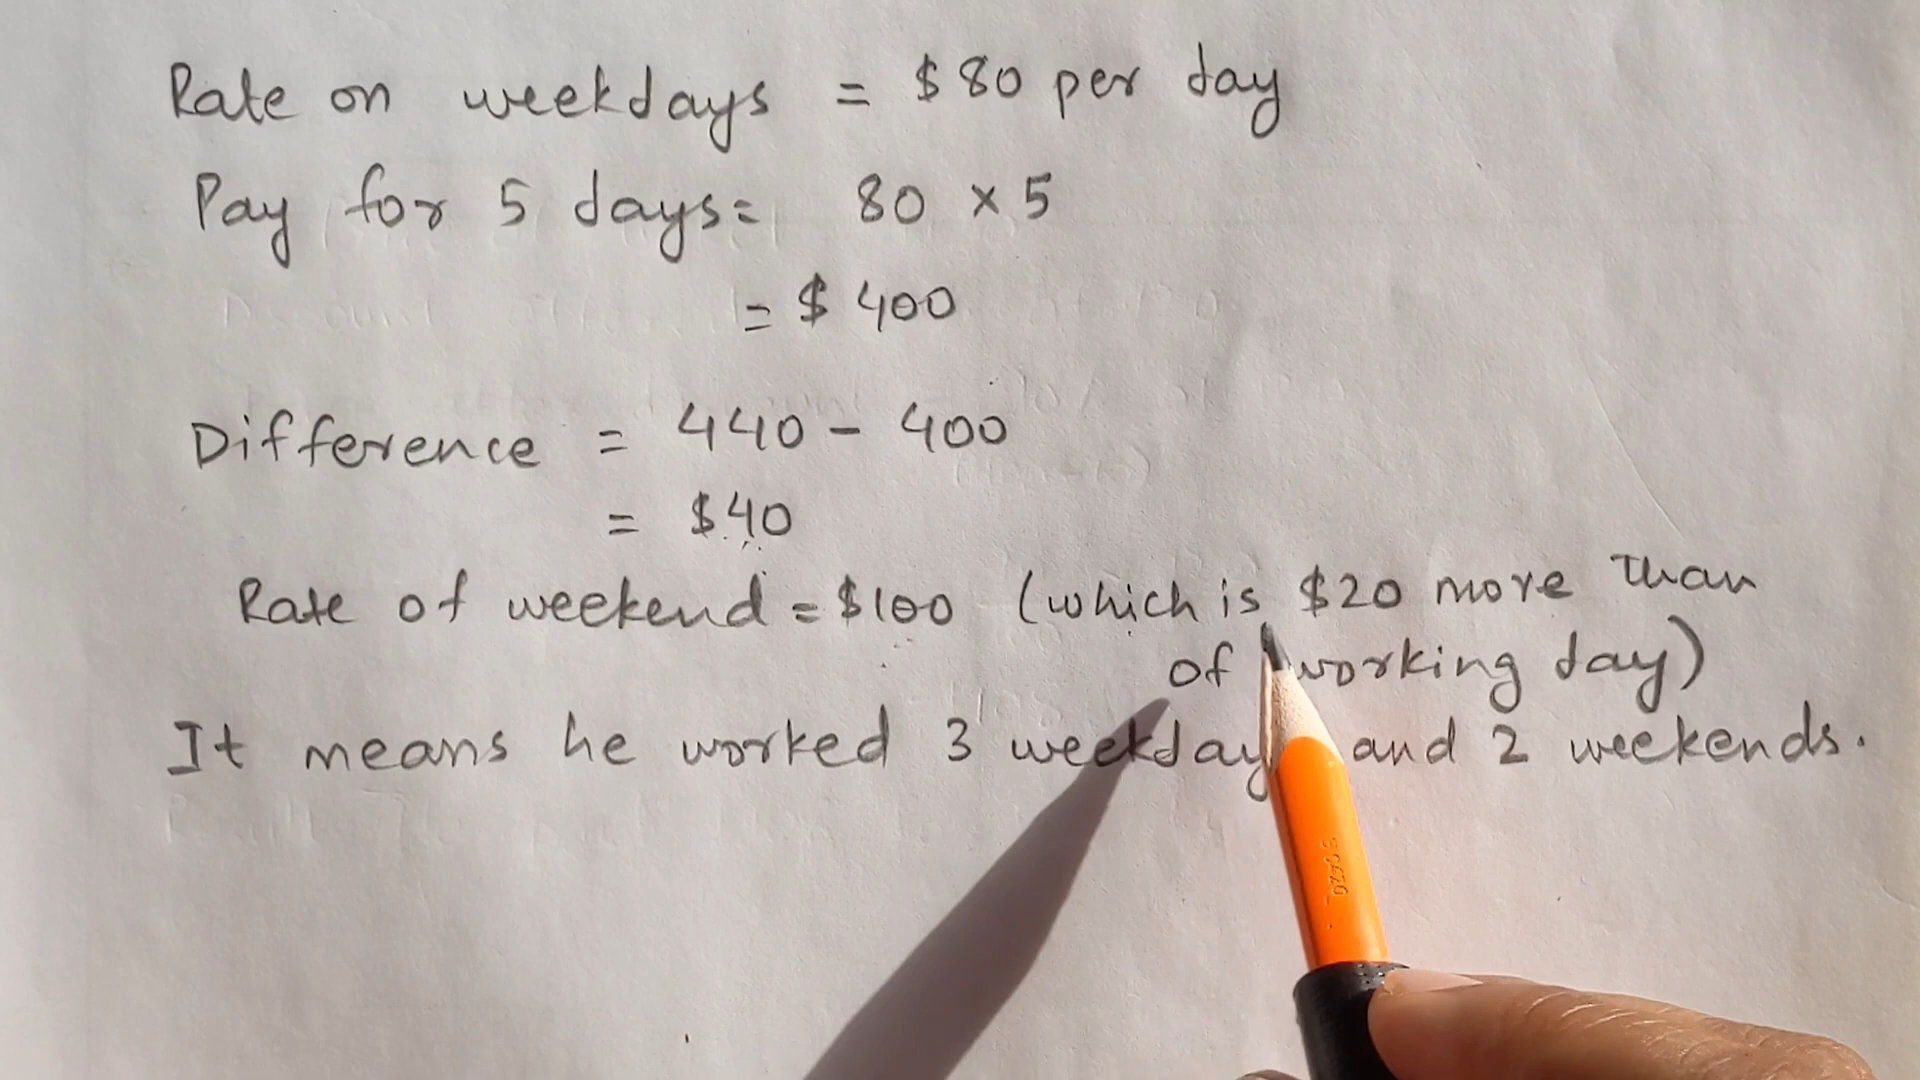 Rate on weekdays = $80 per day
Pay for 5 days = 80 × 5
= $400
Difference = 440 - 400
= $40
Rate of weekend = $100 (which is $20 more than
of working day)
It means he worked 3 weekday and 2 weekends.